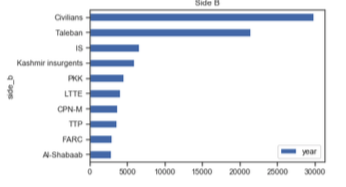 Side B
Civilians
Taleban
IS
Kashmir insurgents
PKK
LTTE
CPN-M
TTP
FARC
Al-Shabaab
side_b
year
0 5000 10000 15000 20000 25000 30000